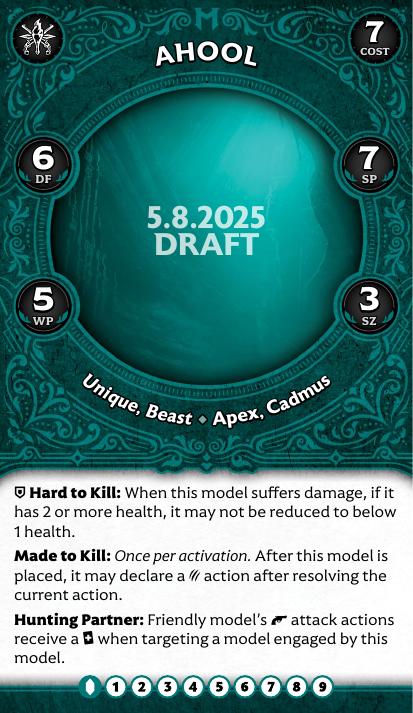 AHOOL
7
COST
6
DF
7
SP
5.8.2025
DRAFT
5
WP
3
SZ
Unique, Beast ◆ Apex, Cadmus
Hard to Kill: When this model suffers damage, if it
has 2 or more health, it may not be reduced to below
1 health.
Made to Kill: Once per activation. After this model is
placed, it may declare a action after resolving the
current action.
Hunting Partner: Friendly model's attack actions
receive a when targeting a model engaged by this
model.
1 2 3 4 5 6 7 8 9